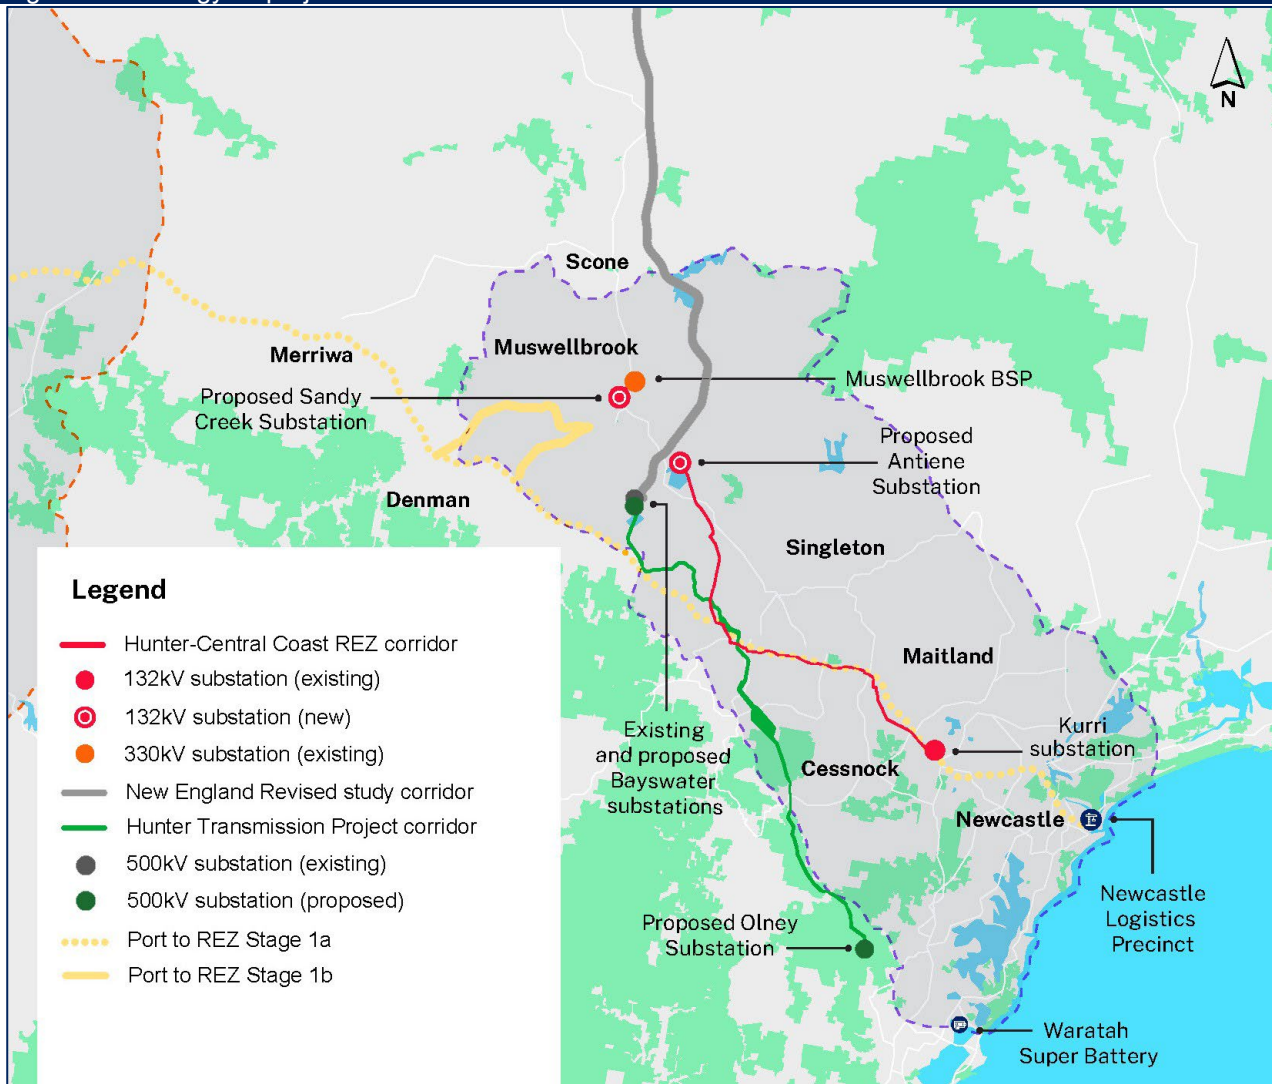 N
Scone
Merriwa
Muswellbrook
Muswellbrook BSP
Proposed Sandy
Creek Substation
Proposed
Antiene
Substation
Denman
Singleton
Legend
Hunter-Central Coast REZ corridor
132kV substation (existing)
132kV substation (new)
330kV substation (existing)
New England Revised study corridor
Hunter Transmission Project corridor
500kV substation (existing)
500kV substation (proposed)
Port to REZ Stage 1a
Port to REZ Stage 1b
Maitland
Existing
and proposed
Bayswater
substations
Kurri
substation
Cessnock
Newcastle
Newcastle
Logistics
Precinct
Proposed Olney
Substation
Waratah
Super Battery